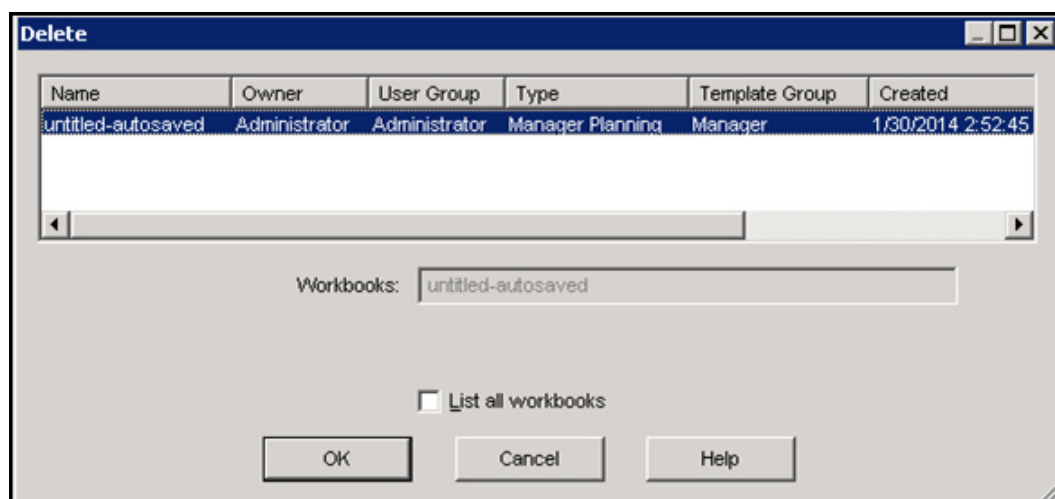 Delete
Name Owner User Group Type Template Group Created
untitled-autosaved Administrator Administrator Manager Planning Manager 1/30/2014 2:52:45
Workbooks: untitled-autosaved
List all workbooks
OK Cancel Help